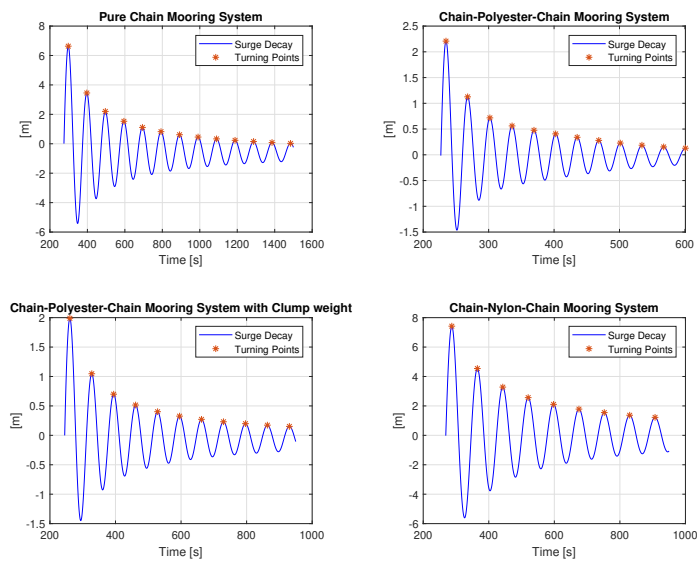 Pure Chain Mooring System
8
6
4
2
0
-2
-4
-6
[m]
Surge Decay
Turning Points
200 400 600 800 1000 1200 1400 1600
Time [s]
Chain-Polyester-Chain Mooring System
2.5
2
1.5
1
0.5
0
-0.5
-1
-1.5
[m]
Surge Decay
Turning Points
200 300 400 500 600
Time [s]
Chain-Polyester-Chain Mooring System with Clump weight
2
1.5
1
0.5
0
-0.5
-1
-1.5
[m]
Surge Decay
Turning Points
200 400 600 800 1000
Time [s]
Chain-Nylon-Chain Mooring System
8
6
4
2
0
-2
-4
-6
[m]
Surge Decay
Turning Points
200 400 600 800 1000
Time [s]